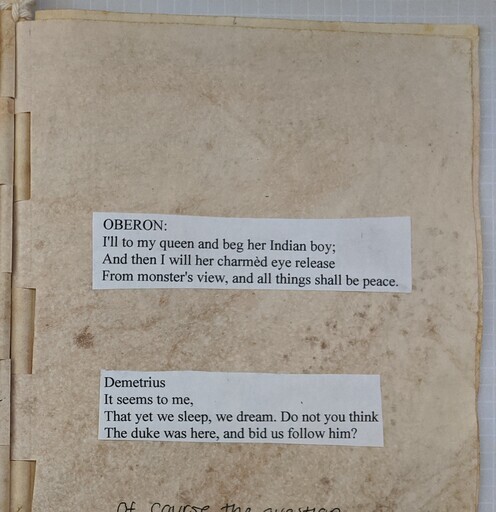 OBERON:
I'll to my queen and beg her Indian boy;
And then I will her charmèd eye release
From monster's view, and all things shall be peace.
Demetrius
It seems to me,
That yet we sleep, we dream. Do not you think
The duke was here, and bid us follow him?
Of course the question